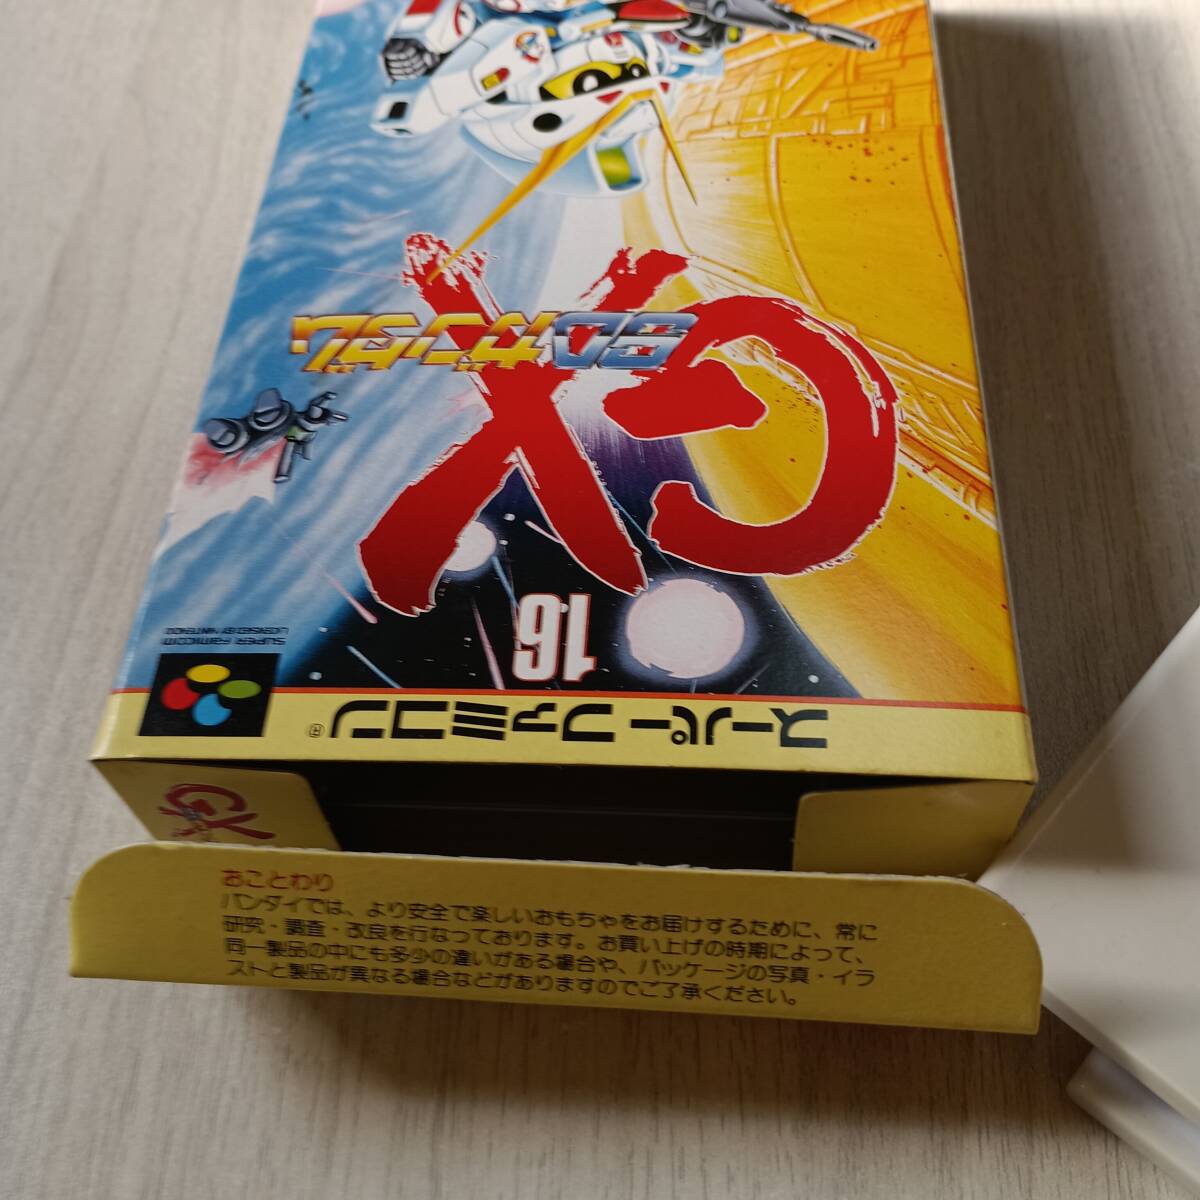 スーパーファミコン®
SUPER FAMICOM
LICENSED BY NINTENDO
16
GX
SDガンダム
GX
おことわり
バンダイでは、より安全で楽しいおもちゃをお届けするために、常に
研究・調査・改良を行なっております。お買い上げの時期によって、
同一製品の中にも多少の違いがある場合や、パッケージの写真・イラ
ストと製品が異なる場合などがありますのでご了承ください。